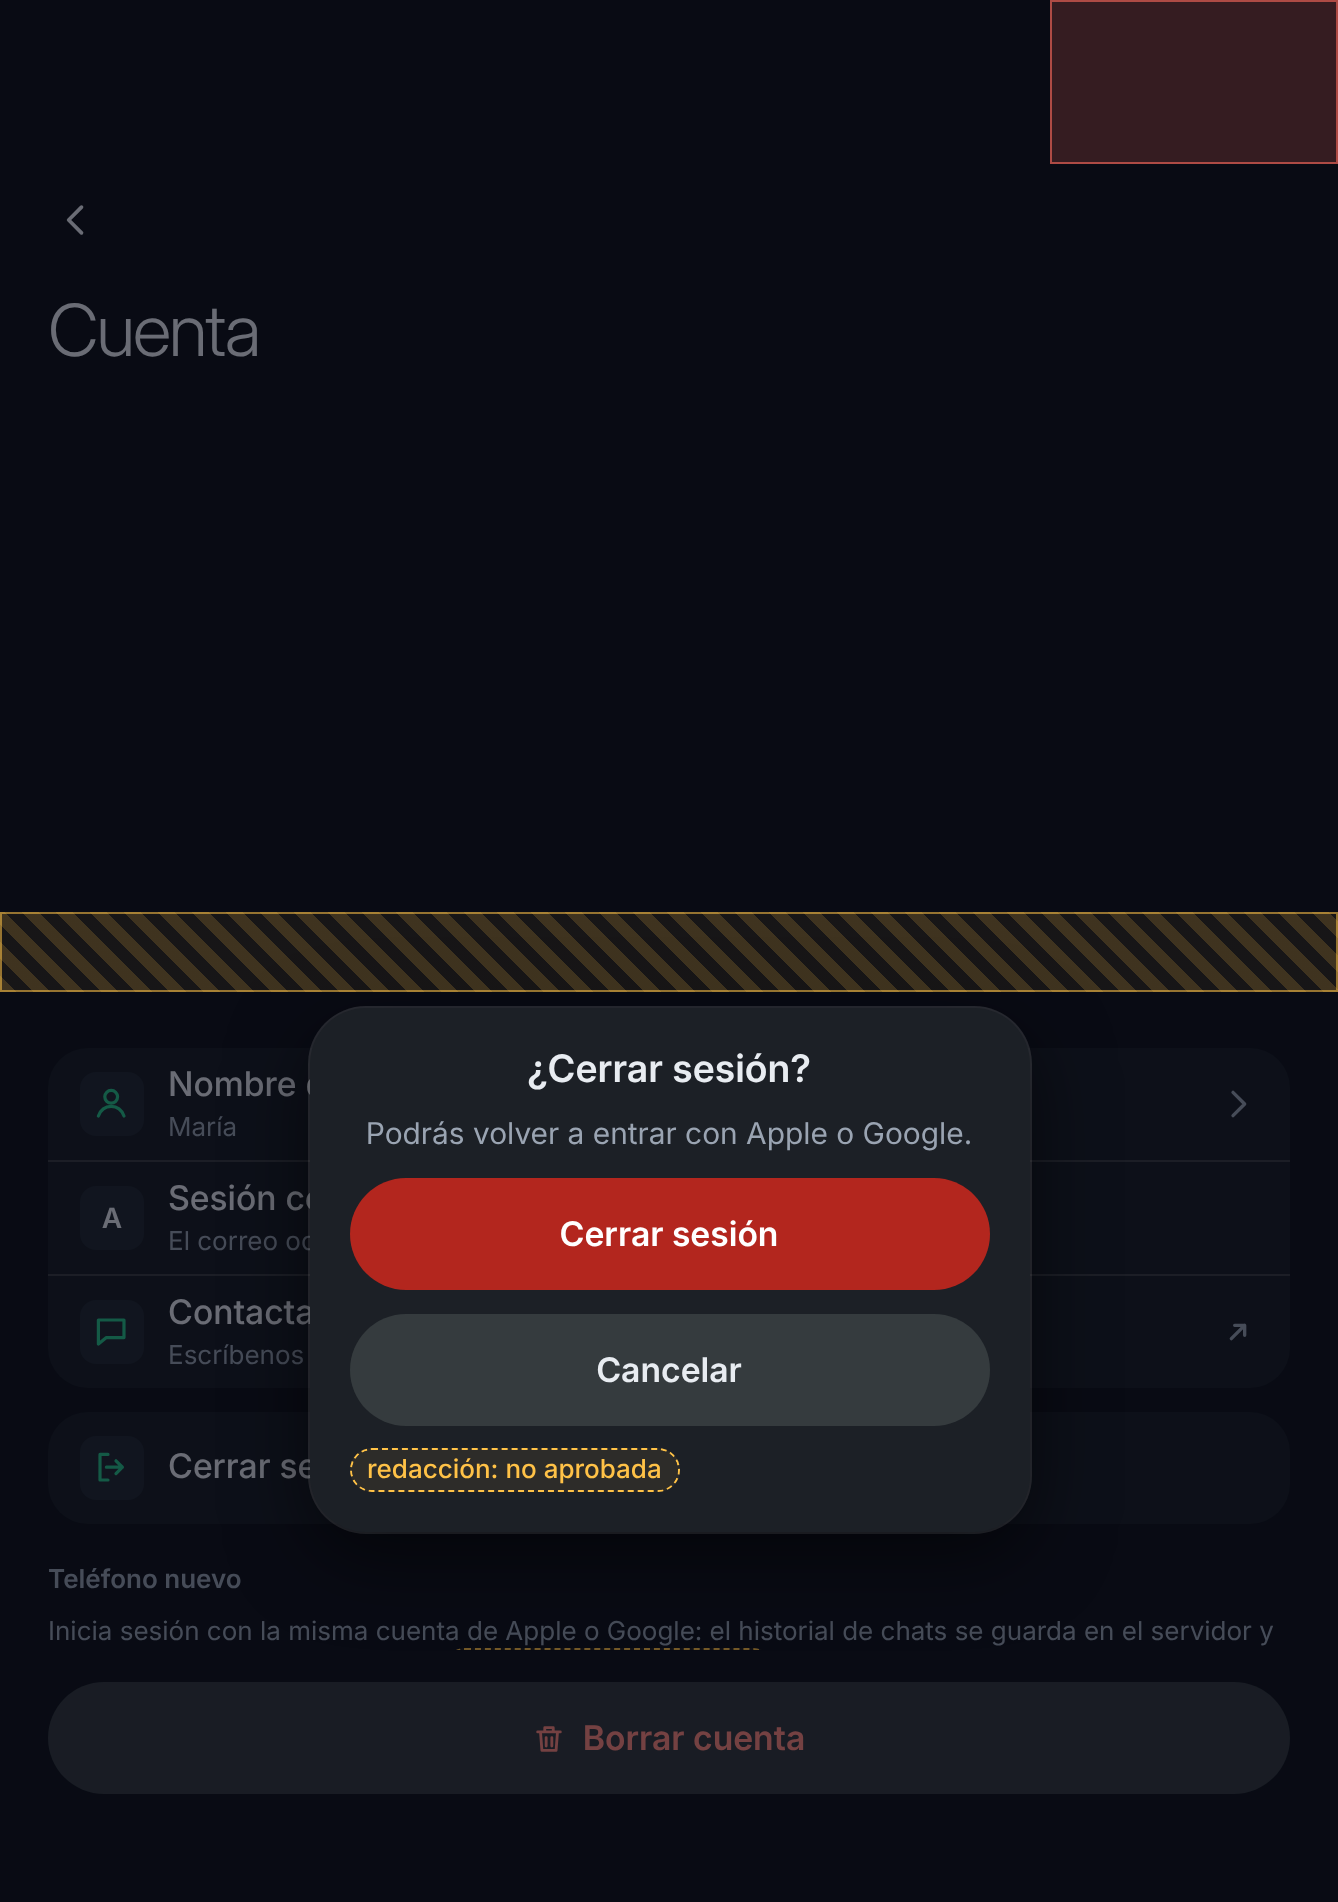 Cuenta
¿Cerrar sesión?
Podrás volver a entrar con Apple o Google.
Cerrar sesión
Cancelar
redacción: no aprobada
Nombre
María
A
Sesión
El correo
Contacta
Escríbenos
Cerrar
Teléfono nuevo
Inicia sesión con la misma cuenta de Apple o Google: el historial de chats se guarda en el servidor y
Borrar cuenta